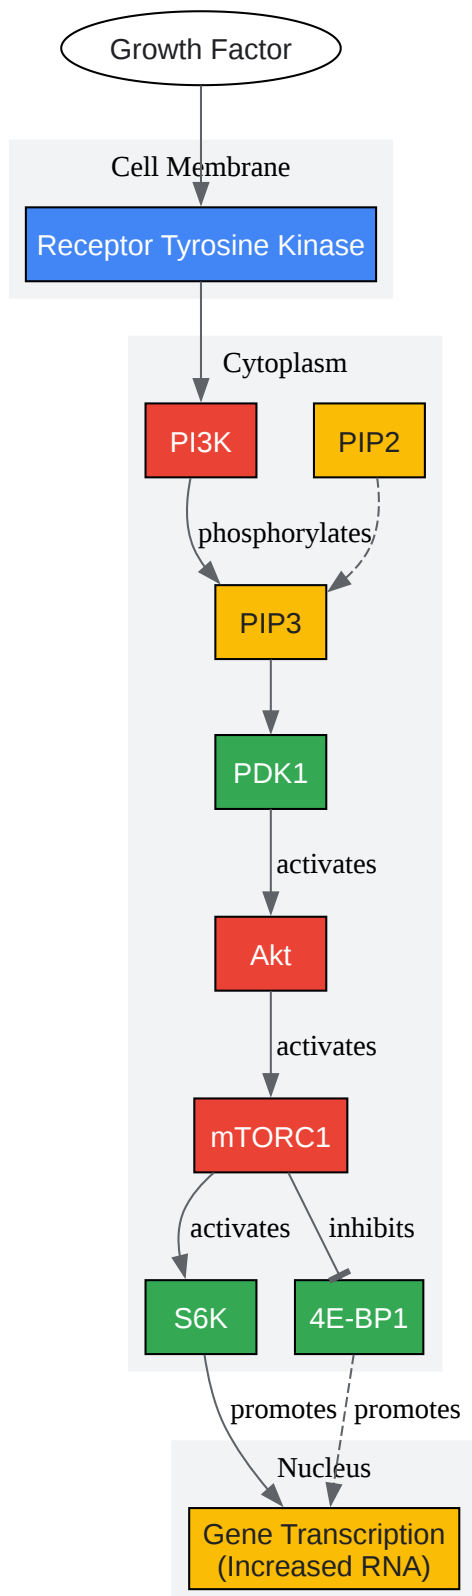 Growth Factor
Cell Membrane
Receptor Tyrosine Kinase
Cytoplasm
PI3K
PIP2
phosphorylates
PIP3
PDK1
activates
Akt
activates
mTORC1
activates
inhibits
S6K
4E-BP1
promotes
promotes
Nucleus
Gene Transcription
(Increased RNA)